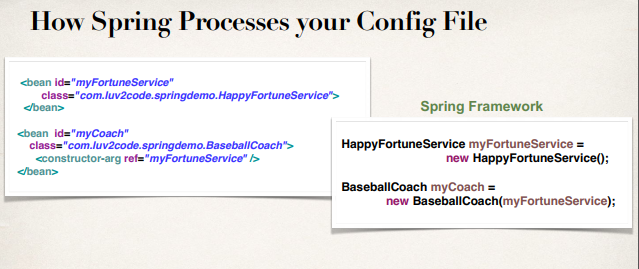 How Spring Processes your Config File
<bean id="myFortuneService"
class="com.luv2code.springdemo.HappyFortuneService">
</bean>
<bean id="myCoach"
class="com.luv2code.springdemo.BaseballCoach">
<constructor-arg ref="myFortuneService" />
</bean>
Spring Framework
HappyFortuneService myFortuneService =
new HappyFortuneService();
BaseballCoach myCoach =
new BaseballCoach(myFortuneService);